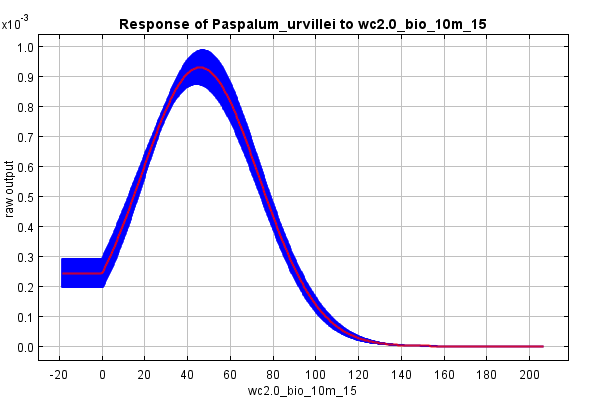 Response of Paspalum_urvillei to wc2.0_bio_10m_15
x10^-3
1.0
0.9
0.8
0.7
0.6
0.5
0.4
0.3
0.2
0.1
0.0
raw output
-20 0 20 40 60 80 100 120 140 160 180 200
wc2.0_bio_10m_15